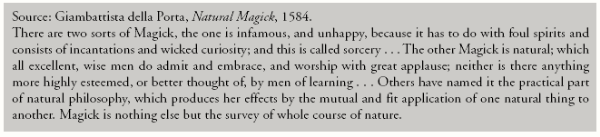 Source: Giambattista della Porta, Natural Magick, 1584.
There are two sorts of Magick, the one is infamous, and unhappy, because it has to do with foul spirits and
consists of incantations and wicked curiosity; and this is called sorcery . . . The other Magick is natural; which
all excellent, wise men do admit and embrace, and worship with great applause; neither is there anything
more highly esteemed, or better thought of, by men of learning . . . Others have named it the practical part
of natural philosophy, which produces her effects by the mutual and fit application of one natural thing to
another. Magick is nothing else but the survey of whole course of nature.